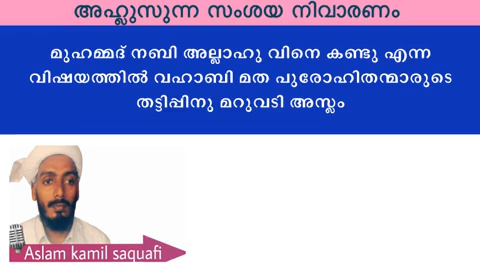 അഹ്ലുസുന്ന സംശയ നിവാരണം
മുഹമ്മദ് നബി അല്ലാഹു വിനെ കണ്ടു എന്ന
വിഷയത്തിൽ വഹാബി മത പുരോഹിതന്മാരുടെ
തട്ടിപ്പിനു മറുവടി അസ്ലം
Aslam kamil saquafi